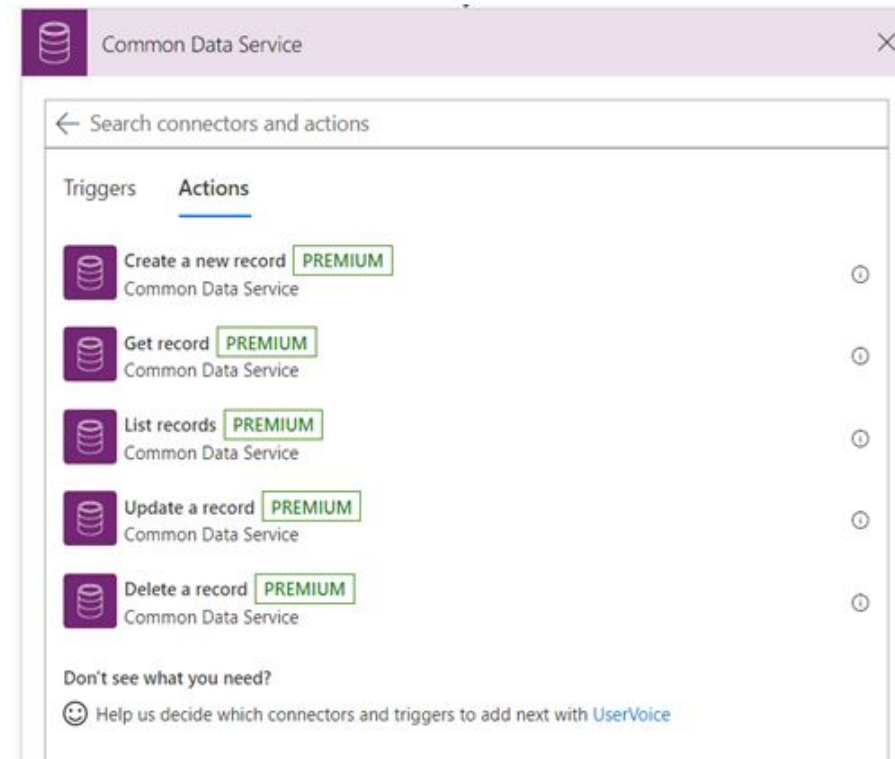 Common Data Service
Search connectors and actions
Triggers Actions
Create a new record PREMIUM
Common Data Service
Get record PREMIUM
Common Data Service
List records PREMIUM
Common Data Service
Update a record PREMIUM
Common Data Service
Delete a record PREMIUM
Common Data Service
Don't see what you need?
Help us decide which connectors and triggers to add next with UserVoice